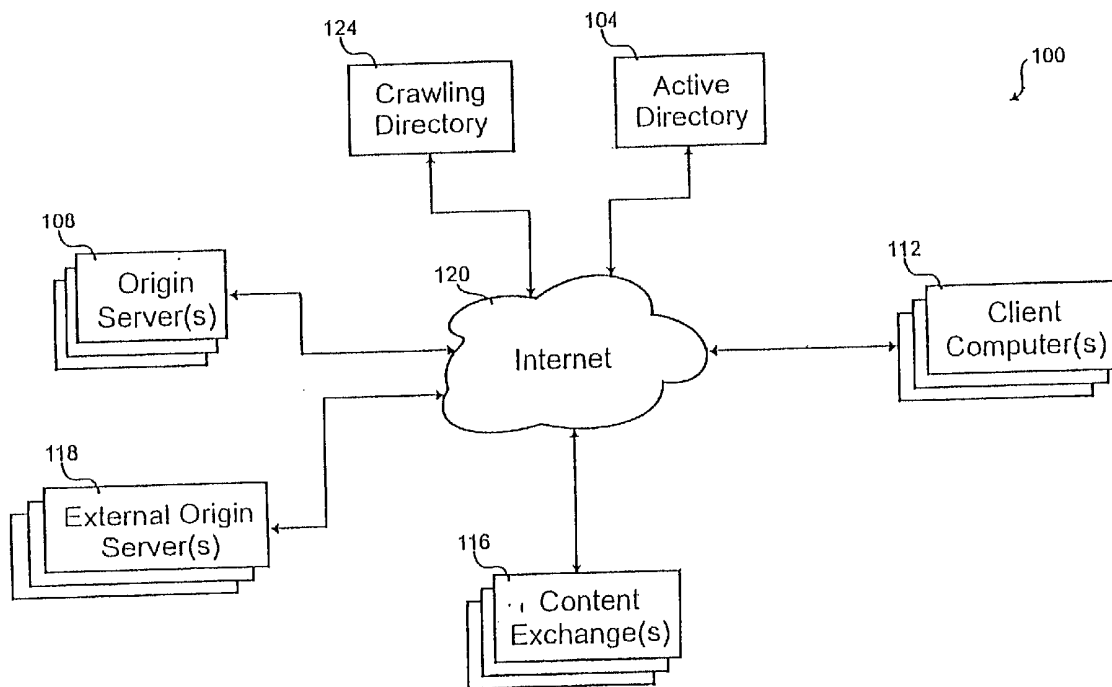 124
104
100
Crawling
Directory
Active
Directory
108
Origin
Server(s)
120
Internet
112
Client
Computer(s)
118
External Origin
Server(s)
116
Content
Exchange(s)